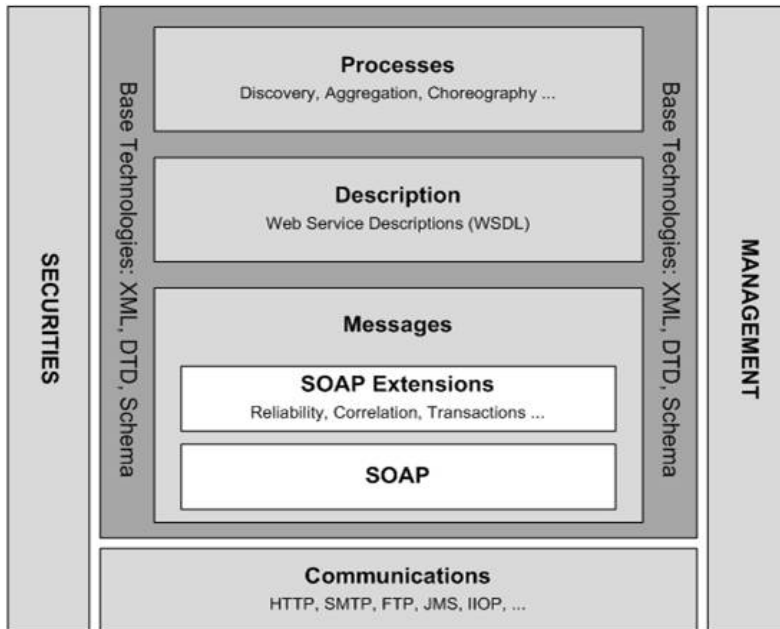 SECURITIES
Base Technologies: XML, DTD, Schema
Processes
Discovery, Aggregation, Choreography ...
Description
Web Service Descriptions (WSDL)
Messages
SOAP Extensions
Reliability, Correlation, Transactions ...
SOAP
Base Technologies: XML, DTD, Schema
MANAGEMENT
Communications
HTTP, SMTP, FTP, JMS, IIOP, ...